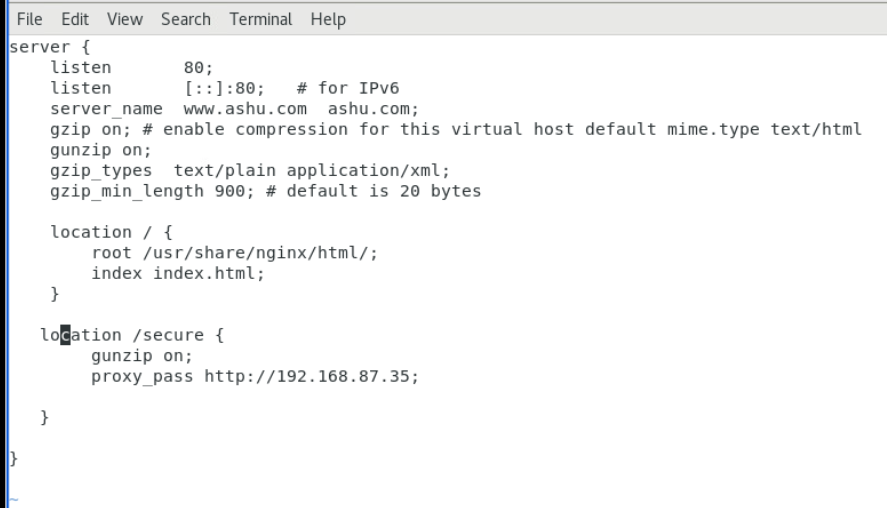 File Edit View Search Terminal Help
server {
    listen       80;
    listen       [::]:80;   # for IPv6
    server_name  www.ashu.com  ashu.com;
    gzip on; # enable compression for this virtual host default mime.type text/html
    gunzip on;
    gzip_types  text/plain application/xml;
    gzip_min_length 900; # default is 20 bytes

    location / {
        root /usr/share/nginx/html/;
        index index.html;
    }

   location /secure {
        gunzip on;
        proxy_pass http://192.168.87.35;

   }

}

~